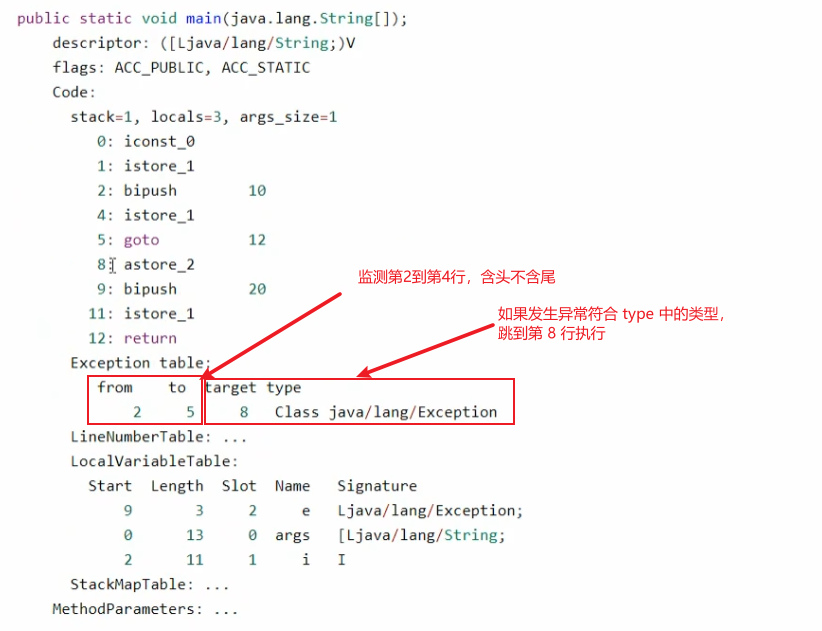 public static void main(java.lang.String[]);
descriptor: ([Ljava/lang/String;)V
flags: ACC_PUBLIC, ACC_STATIC
Code:
stack=1, locals=3, args_size=1
0: iconst_0
1: istore_1
2: bipush 10
4: istore_1
5: goto 12
8: astore_2
9: bipush 20
11: istore_1
12: return
监测第2到第4行，含头不含尾
如果发生异常符合 type 中的类型，
跳到第 8 行执行
Exception table:
from to target type
2 5 8 Class java/lang/Exception
LineNumberTable: ...
LocalVariableTable:
Start Length Slot Name Signature
9 3 2 e Ljava/lang/Exception;
0 13 0 args [Ljava/lang/String;
2 11 1 i I
StackMapTable: ...
MethodParameters: ...